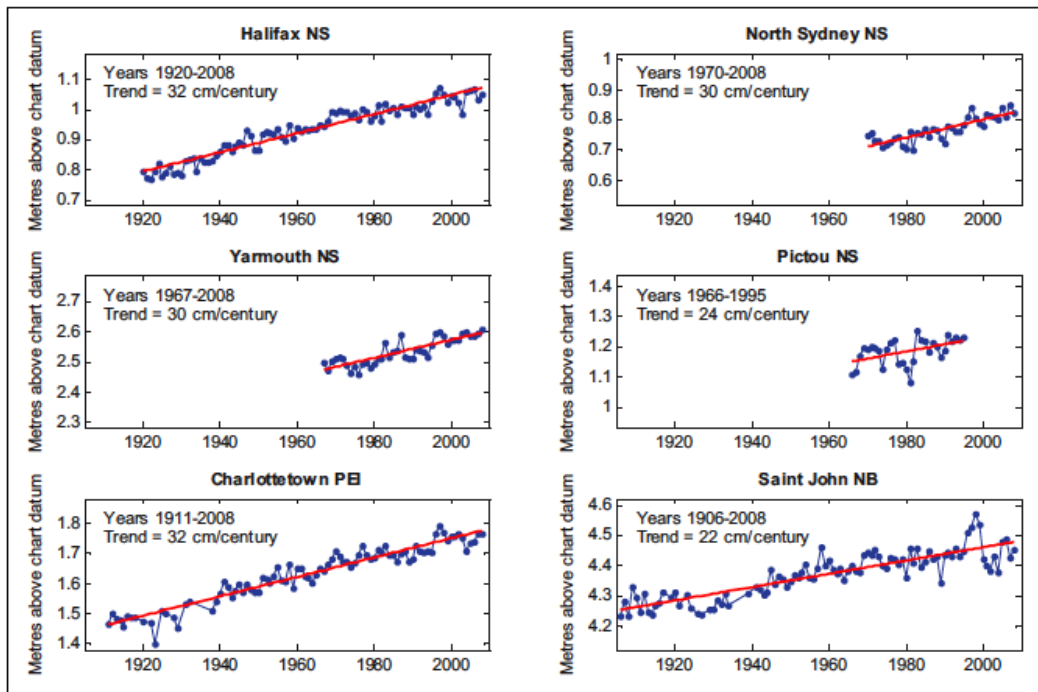 Halifax NS
Metres above chart datum
Years 1920-2008
Trend = 32 cm/century
1.1
1
0.9
0.8
0.7
1920 1940 1960 1980 2000
North Sydney NS
Metres above chart datum
Years 1970-2008
Trend = 30 cm/century
1
0.9
0.8
0.7
0.6
1920 1940 1960 1980 2000
Yarmouth NS
Metres above chart datum
Years 1967-2008
Trend = 30 cm/century
2.7
2.6
2.5
2.4
2.3
1920 1940 1960 1980 2000
Pictou NS
Metres above chart datum
Years 1966-1995
Trend = 24 cm/century
1.4
1.3
1.2
1.1
1
1920 1940 1960 1980 2000
Charlottetown PEI
Metres above chart datum
Years 1911-2008
Trend = 32 cm/century
1.8
1.7
1.6
1.5
1.4
1920 1940 1960 1980 2000
Saint John NB
Metres above chart datum
Years 1906-2008
Trend = 22 cm/century
4.6
4.5
4.4
4.3
4.2
1920 1940 1960 1980 2000